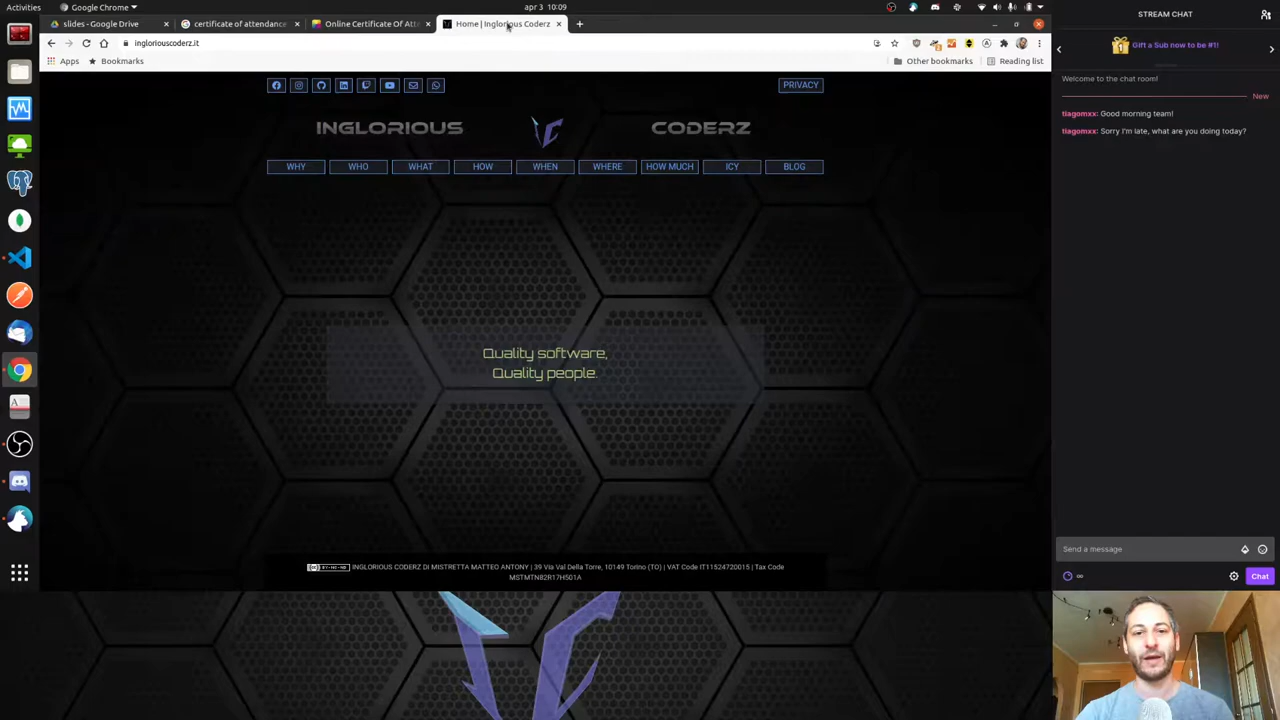 Activities
Google Chrome
apr 3 10:09
slides - Google Drive
certificate of attendance
Online Certificate Of Att
Home | Inglorious Coderz
ingloriouscoderz.it
Apps
Bookmarks
Other bookmarks
Reading list
PRIVACY
INGLORIOUS
CODERZ
WHY
WHO
WHAT
HOW
WHEN
WHERE
HOW MUCH
ICY
BLOG
Quality software,
Quality people.
INGLORIOUS CODERZ DI MISTRETTA MATTEO ANTONY | 39 Via Val Della Torre, 10149 Torino (TO) | VAT Code IT11524720015 | Tax Code
MSTMTN82R17H501A
STREAM CHAT
Gift a Sub now to be #1!
Welcome to the chat room!
New
tiagomxx: Good morning team!
tiagomxx: Sorry I'm late, what are you doing today?
Send a message
Chat